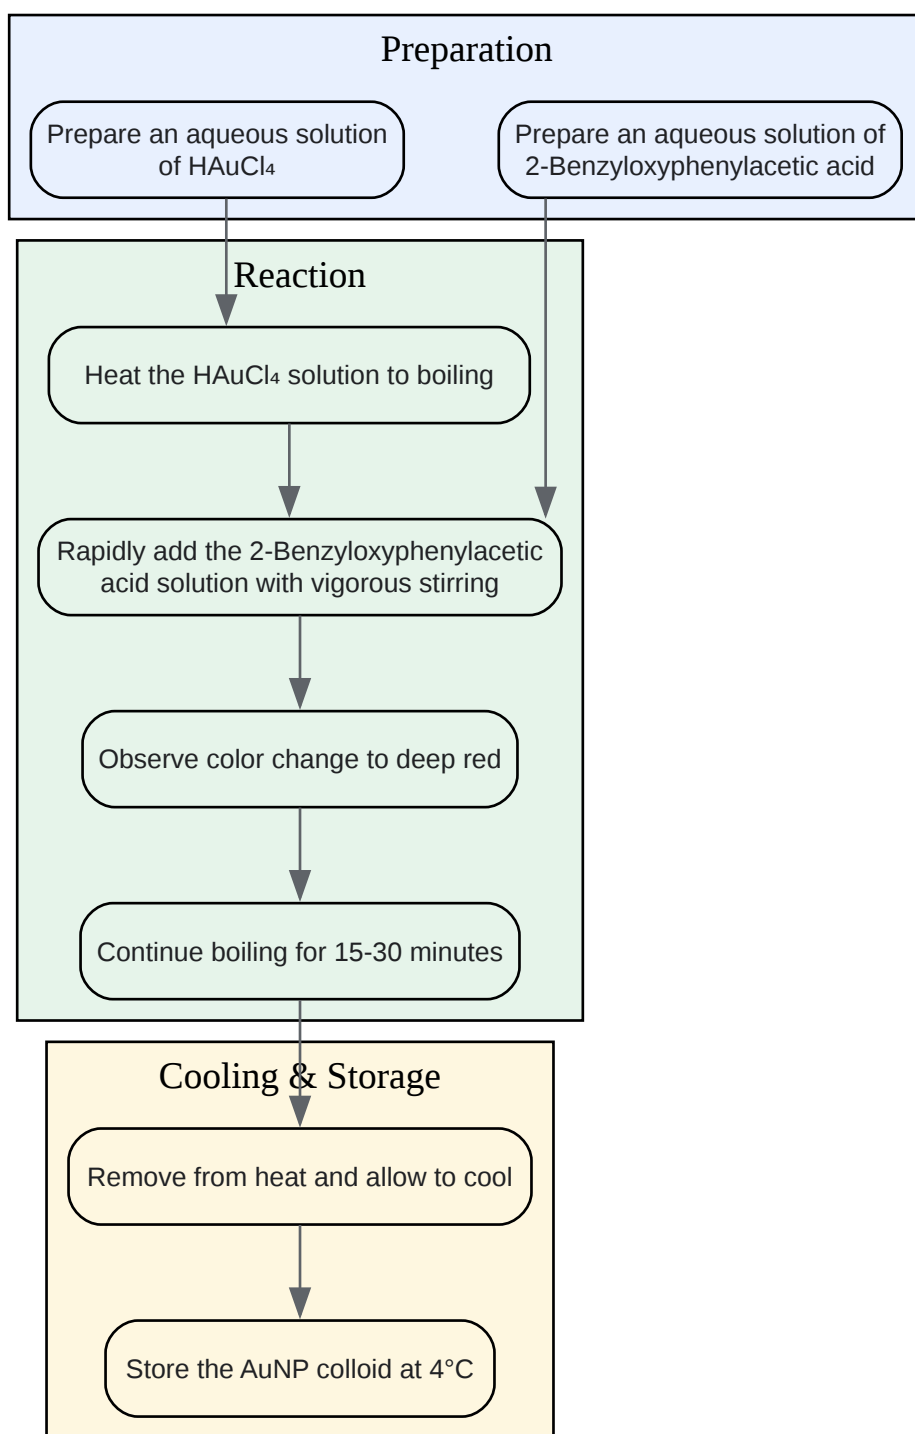 Preparation
Prepare an aqueous solution
of HAuCl₄
Prepare an aqueous solution of
2-Benzyloxyphenylacetic acid
Reaction
Heat the HAuCl₄ solution to boiling
Rapidly add the 2-Benzyloxyphenylacetic
acid solution with vigorous stirring
Observe color change to deep red
Continue boiling for 15-30 minutes
Cooling & Storage
Remove from heat and allow to cool
Store the AuNP colloid at 4°C